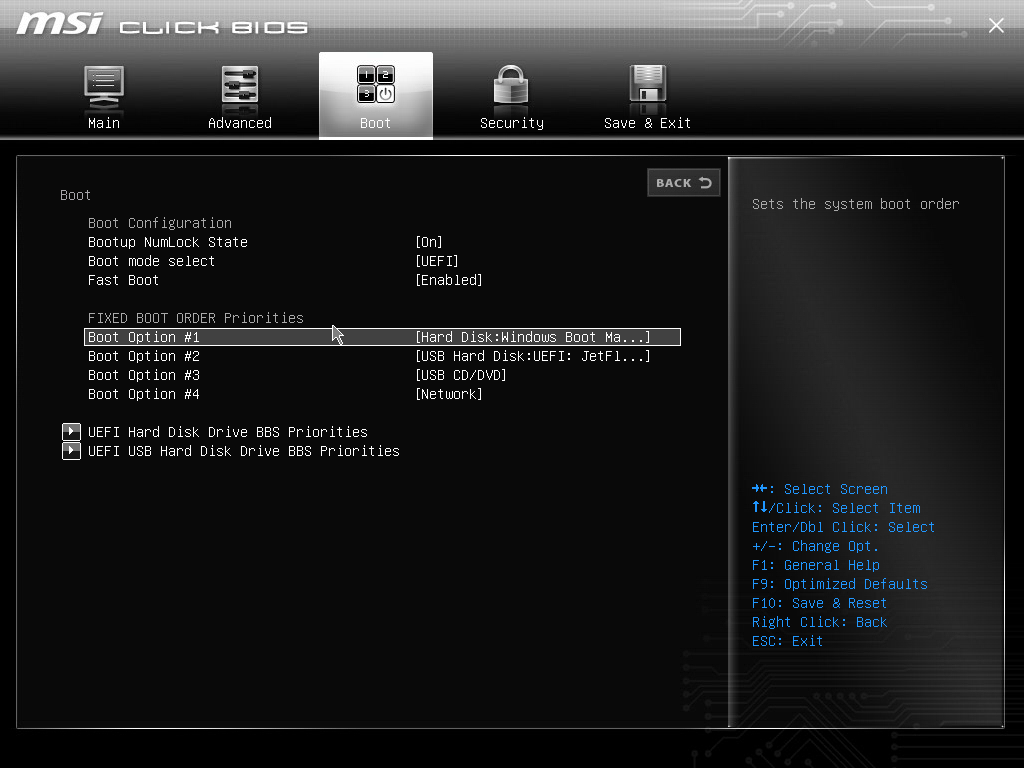 msi CLICK BIOS
Main
Advanced
Boot
Security
Save & Exit
BACK
Boot
Boot Configuration
Bootup NumLock State [On]
Boot mode select [UEFI]
Fast Boot [Enabled]
FIXED BOOT ORDER Priorities
Boot Option #1 [Hard Disk:Windows Boot Ma...]
Boot Option #2 [USB Hard Disk:UEFI: JetFl...]
Boot Option #3 [USB CD/DVD]
Boot Option #4 [Network]
UEFI Hard Disk Drive BBS Priorities
UEFI USB Hard Disk Drive BBS Priorities
Sets the system boot order
→←: Select Screen
↑↓/Click: Select Item
Enter/Dbl Click: Select
+/-: Change Opt.
F1: General Help
F9: Optimized Defaults
F10: Save & Reset
Right Click: Back
ESC: Exit